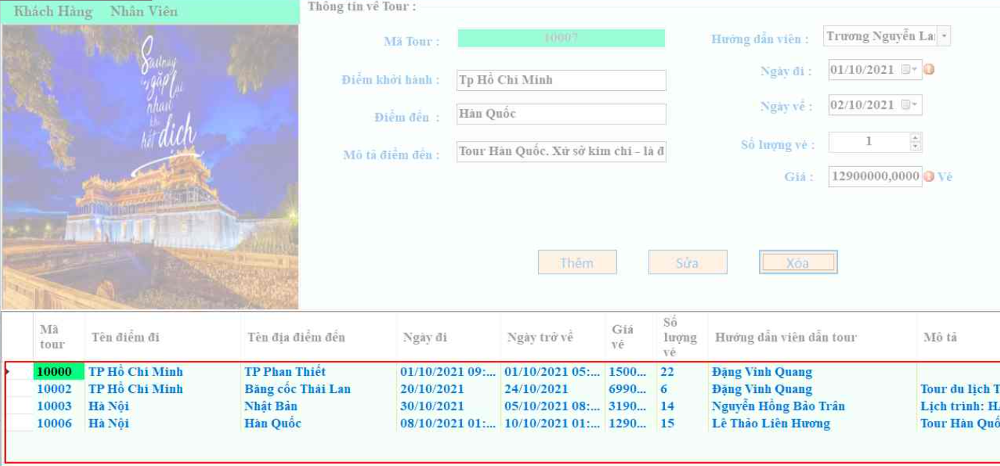 Khách Hàng Nhân Viên
Thông tin về Tour :
Mã Tour : 10007
Hướng dẫn viên : Trương Nguyễn La
Điểm khởi hành : Tp Hồ Chí Minh
Ngày đi : 01/10/2021
Điểm đến : Hàn Quốc
Ngày về : 02/10/2021
Mô tả điểm đến : Tour Hàn Quốc. Xứ sở kim chi - là đ
Số lượng vé : 1
Giá : 12900000,0000 Vé
Sau này
gặp lại
nhau
khi
hết dịch
Thêm Sửa Xóa
Mã tour Tên điểm đi Tên địa điểm đến Ngày đi Ngày trở về Giá vé Số lượng vé Hướng dẫn viên dẫn tour Mô tả
10000 TP Hồ Chí Minh TP Phan Thiết 01/10/2021 09:... 01/10/2021 05:... 1500... 22 Đặng Vinh Quang
10002 TP Hồ Chí Minh Băng cốc Thái Lan 20/10/2021 24/10/2021 6990... 6 Đặng Vinh Quang Tour du lịch T
10003 Hà Nội Nhật Bản 30/10/2021 05/10/2021 08:... 3190... 14 Nguyễn Hồng Bảo Trân Lịch trình: H
10006 Hà Nội Hàn Quốc 08/10/2021 01:... 10/10/2021 01:... 1290... 15 Lê Thảo Liên Hương Tour Hàn Quố